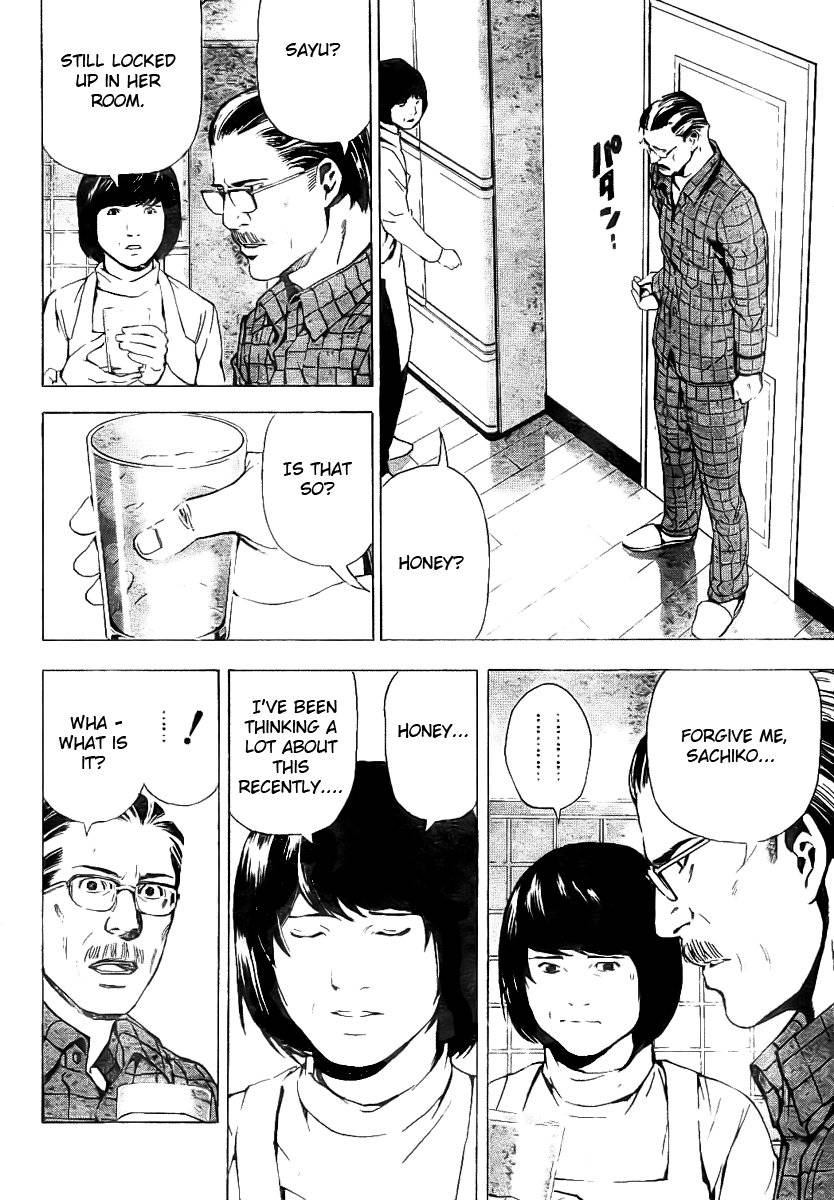 パタン…
HONEY?
SAYU?
STILL LOCKED
UP IN HER
ROOM.
IS THAT
SO?
FORGIVE ME,
SACHIKO...
............
HONEY...
I'VE BEEN
THINKING A
LOT ABOUT
THIS
RECENTLY....
...... !
WHA -
WHAT IS
IT?